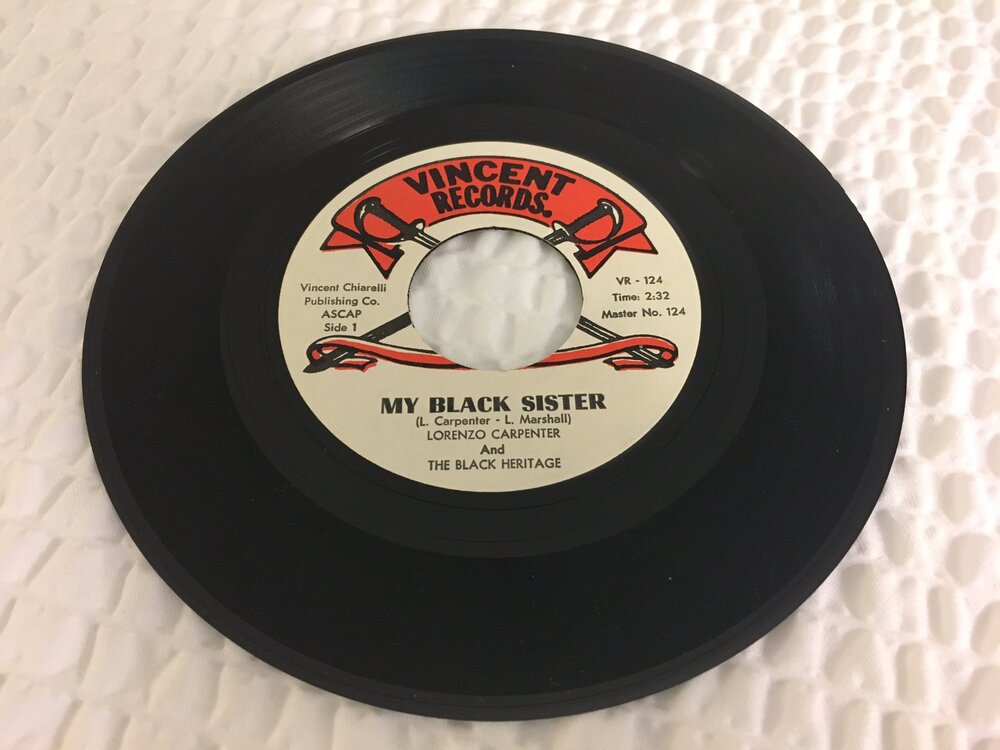 VINCENT
RECORDS.
Vincent Chiarelli
Publishing Co.
ASCAP
Side 1
VR - 124
Time: 2:32
Master No. 124
MY BLACK SISTER
(L. Carpenter - L. Marshall)
LORENZO CARPENTER
And
THE BLACK HERITAGE